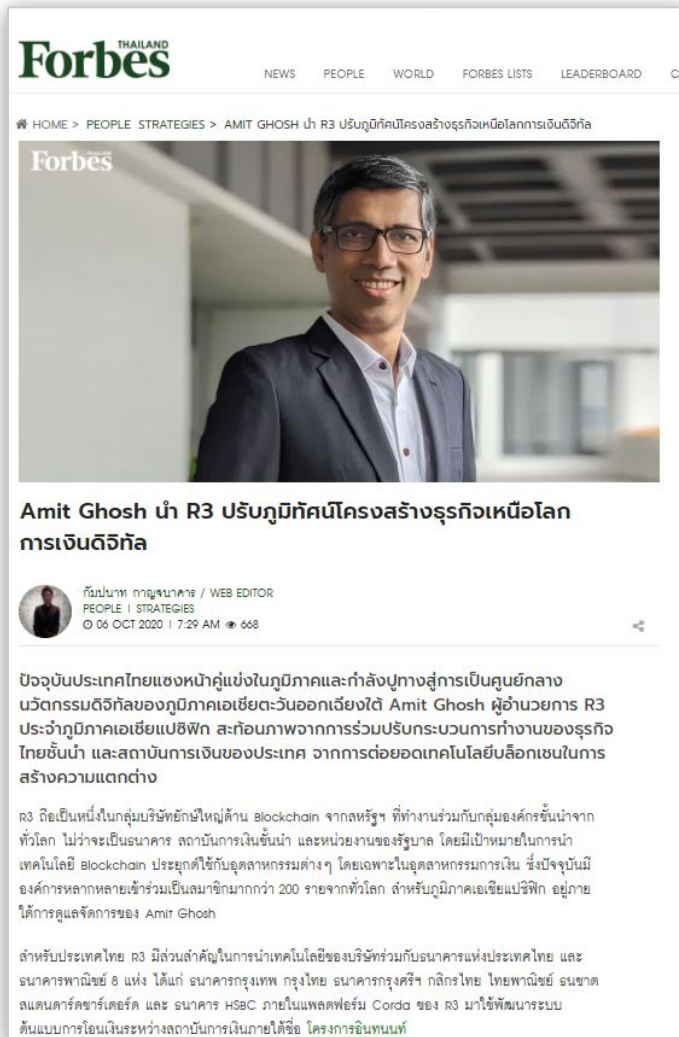 Forbes THAILAND
NEWS PEOPLE WORLD FORBES LISTS LEADERBOARD C
HOME > PEOPLE STRATEGIES > AMIT GHOSH นำ R3 ปรับภูมิทัศน์โครงสร้างธุรกิจเหนือโลกการเงินดิจิทัล
Forbes THAILAND
Amit Ghosh นำ R3 ปรับภูมิทัศน์โครงสร้างธุรกิจเหนือโลก
การเงินดิจิทัล
กัมปนาท กาญจนาคาร / WEB EDITOR
PEOPLE | STRATEGIES
06 OCT 2020 | 7:29 AM 668
ปัจจุบันประเทศไทยแซงหน้าคู่แข่งในภูมิภาคและกำลังปูทางสู่การเป็นศูนย์กลาง
นวัตกรรมดิจิทัลของภูมิภาคเอเชียตะวันออกเฉียงใต้ Amit Ghosh ผู้อำนวยการ R3
ประจำภูมิภาคเอเชียแปซิฟิก สะท้อนภาพจากการร่วมปรับกระบวนการทำงานของธุรกิจ
ไทยชั้นนำ และสถาบันการเงินของประเทศ จากการต่อยอดเทคโนโลยีบล็อกเชนในการ
สร้างความแตกต่าง
R3 ถือเป็นหนึ่งในกลุ่มบริษัทยักษ์ใหญ่ด้าน Blockchain จากสหรัฐฯ ที่ทำงานร่วมกับกลุ่มองค์กรชั้นนำจาก
ทั่วโลก ไม่ว่าจะเป็นธนาคาร สถาบันการเงินชั้นนำ และหน่วยงานของรัฐบาล โดยมีเป้าหมายในการนำ
เทคโนโลยี Blockchain ประยุกต์ใช้กับอุตสาหกรรมต่างๆ โดยเฉพาะในอุตสาหกรรมการเงิน ซึ่งปัจจุบันมี
องค์การหลากหลายเข้าร่วมเป็นสมาชิกมากกว่า 200 รายจากทั่วโลก สำหรับภูมิภาคเอเชียแปซิฟิก อยู่ภาย
ใต้การดูแลจัดการของ Amit Ghosh
สำหรับประเทศไทย R3 มีส่วนสำคัญในการนำเทคโนโลยีของบริษัทร่วมกับธนาคารแห่งประเทศไทย และ
ธนาคารพาณิชย์ 8 แห่ง ได้แก่ ธนาคารกรุงเทพ กรุงไทย ธนาคารกรุงศรีฯ กสิกรไทย ไทยพาณิชย์ ธนชาต
สแตนดาร์ดชาร์เตอร์ด และ ธนาคาร HSBC ภายในแพลตฟอร์ม Corda ของ R3 มาใช้พัฒนาระบบ
ต้นแบบการโอนเงินระหว่างสถาบันการเงินภายใต้ชื่อ โครงการอินทนนท์